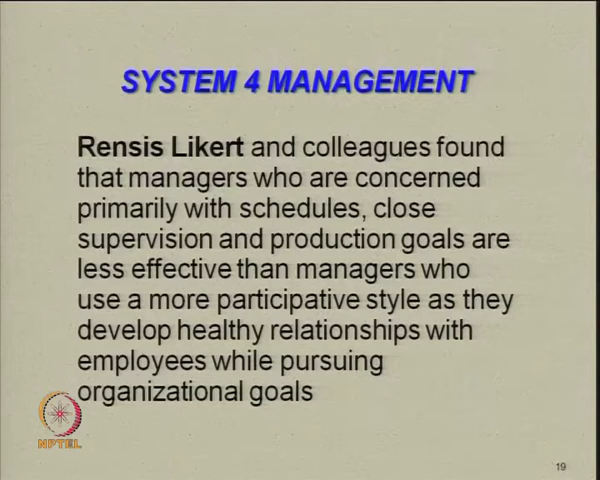 SYSTEM 4 MANAGEMENT
Rensis Likert and colleagues found
that managers who are concerned
primarily with schedules, close
supervision and production goals are
less effective than managers who
use a more participative style as they
develop healthy relationships with
employees while pursuing
organizational goals
NPTEL
19